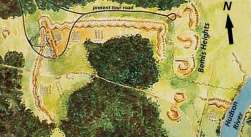 present tour road
N
Bemis Heights
Hudson
River